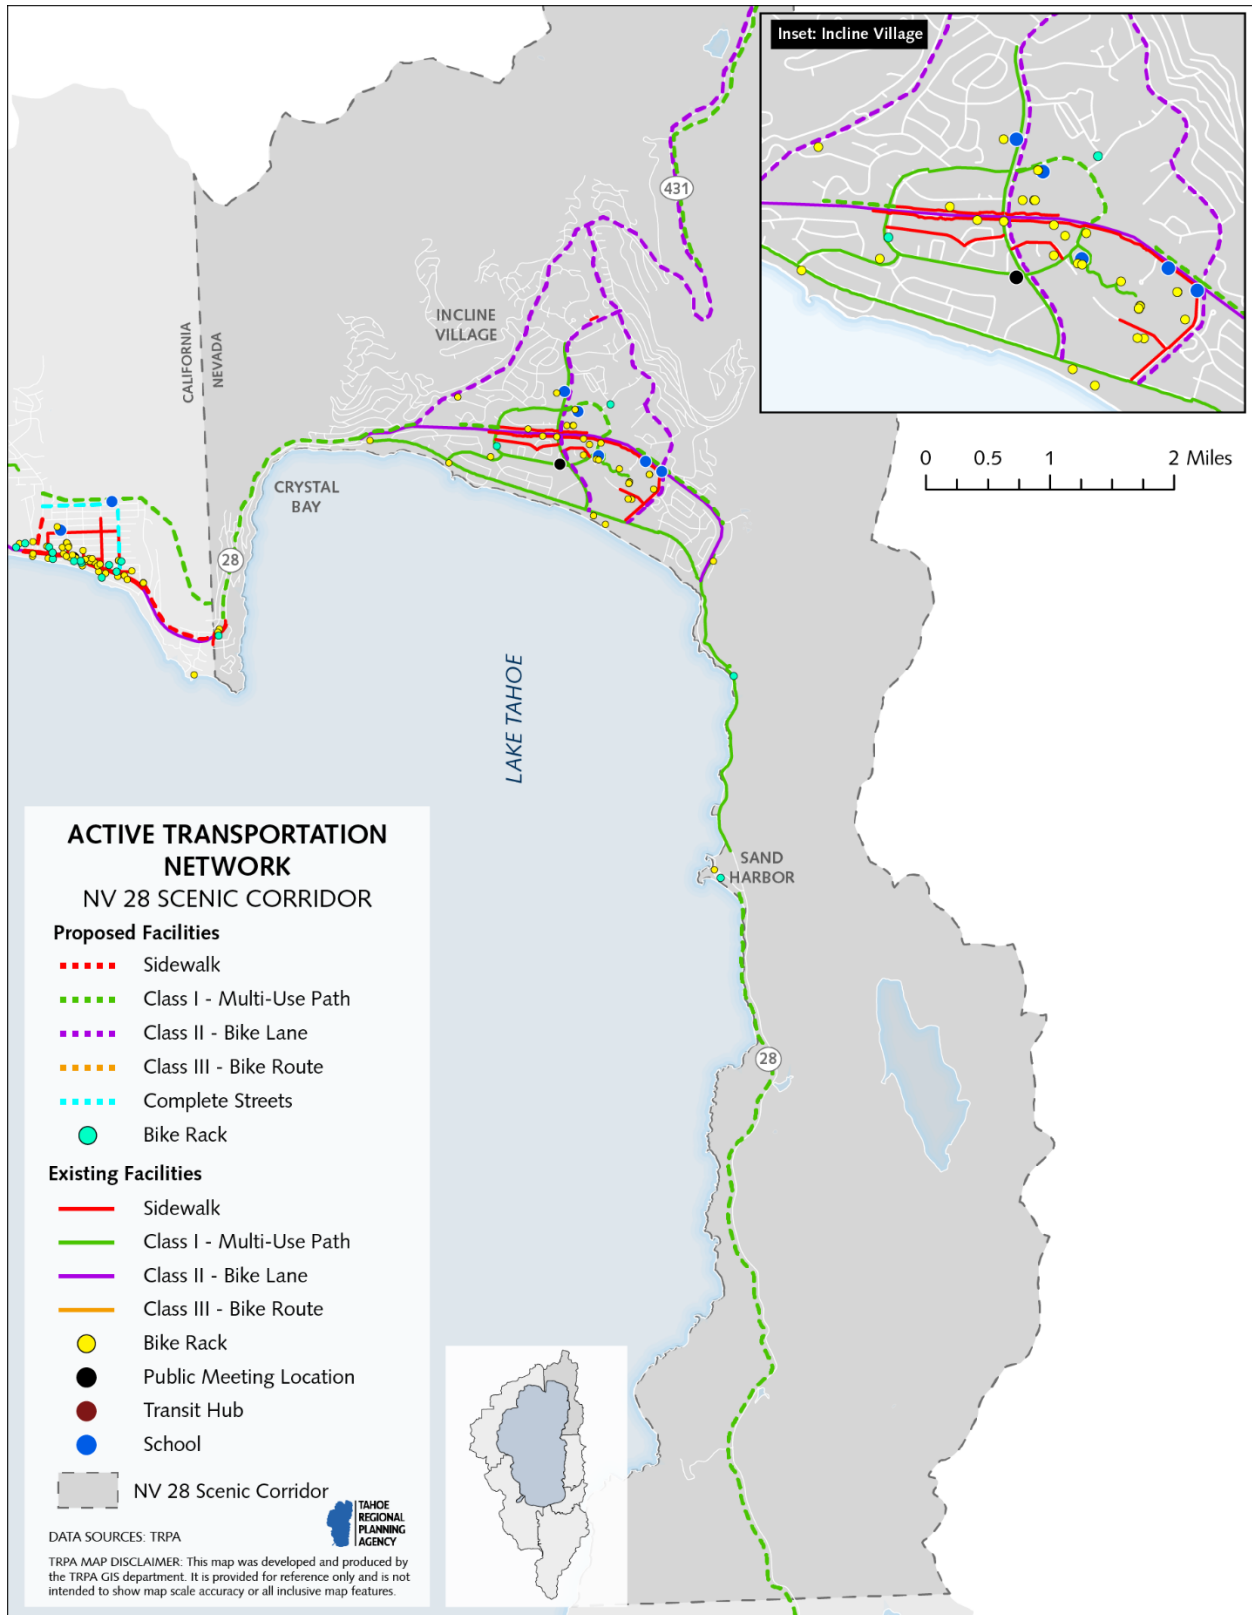 Inset: Incline Village
431
CALIFORNIA
NEVADA
INCLINE
VILLAGE
0 0.5 1 2 Miles
CRYSTAL
BAY
28
LAKE TAHOE
SAND
HARBOR
28
ACTIVE TRANSPORTATION
NETWORK
NV 28 SCENIC CORRIDOR
Proposed Facilities
Sidewalk
Class I - Multi-Use Path
Class II - Bike Lane
Class III - Bike Route
Complete Streets
Bike Rack
Existing Facilities
Sidewalk
Class I - Multi-Use Path
Class II - Bike Lane
Class III - Bike Route
Bike Rack
Public Meeting Location
Transit Hub
School
NV 28 Scenic Corridor
TAHOE
REGIONAL
PLANNING
AGENCY
DATA SOURCES: TRPA
TRPA MAP DISCLAIMER: This map was developed and produced by
the TRPA GIS department. It is provided for reference only and is not
intended to show map scale accuracy or all inclusive map features.